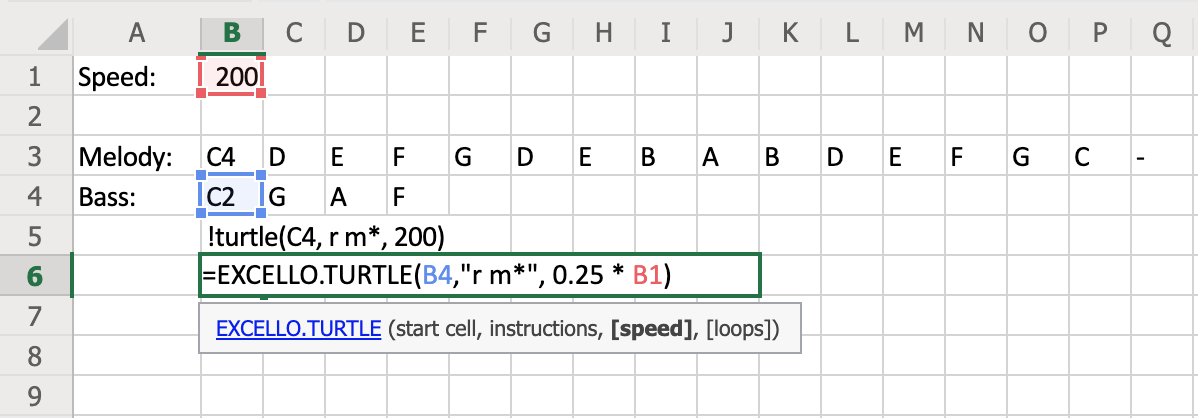 A B C D E F G H I J K L M N O P Q
1 Speed: 200
2
3 Melody: C4 D E F G D E B A B D E F G C -
4 Bass: C2 G A F
5 !turtle(C4, r m*, 200)
6 =EXCELLO.TURTLE(B4,"r m*", 0.25 * B1)
7 EXCELLO.TURTLE (start cell, instructions, [speed], [loops])
8
9